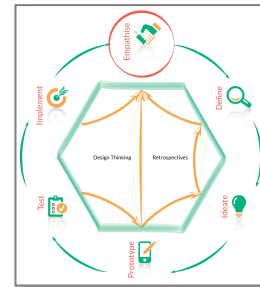 Empathise
Define
Ideate
Prototype
Test
Implement
Design Thinking
Retrospectives